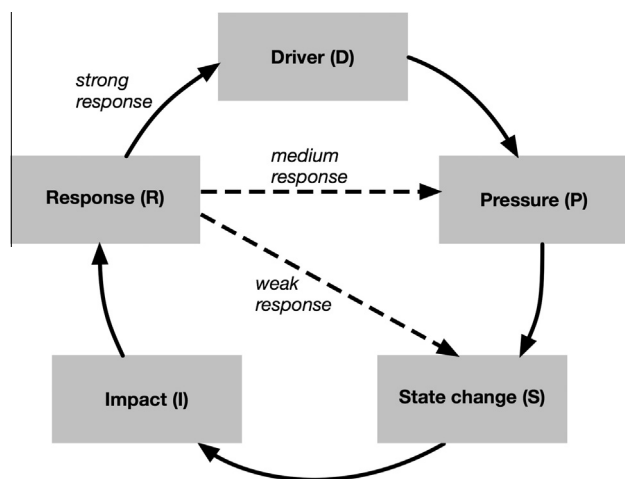 Driver (D)
strong
response
medium
response
Response (R)
Pressure (P)
weak
response
Impact (I)
State change (S)